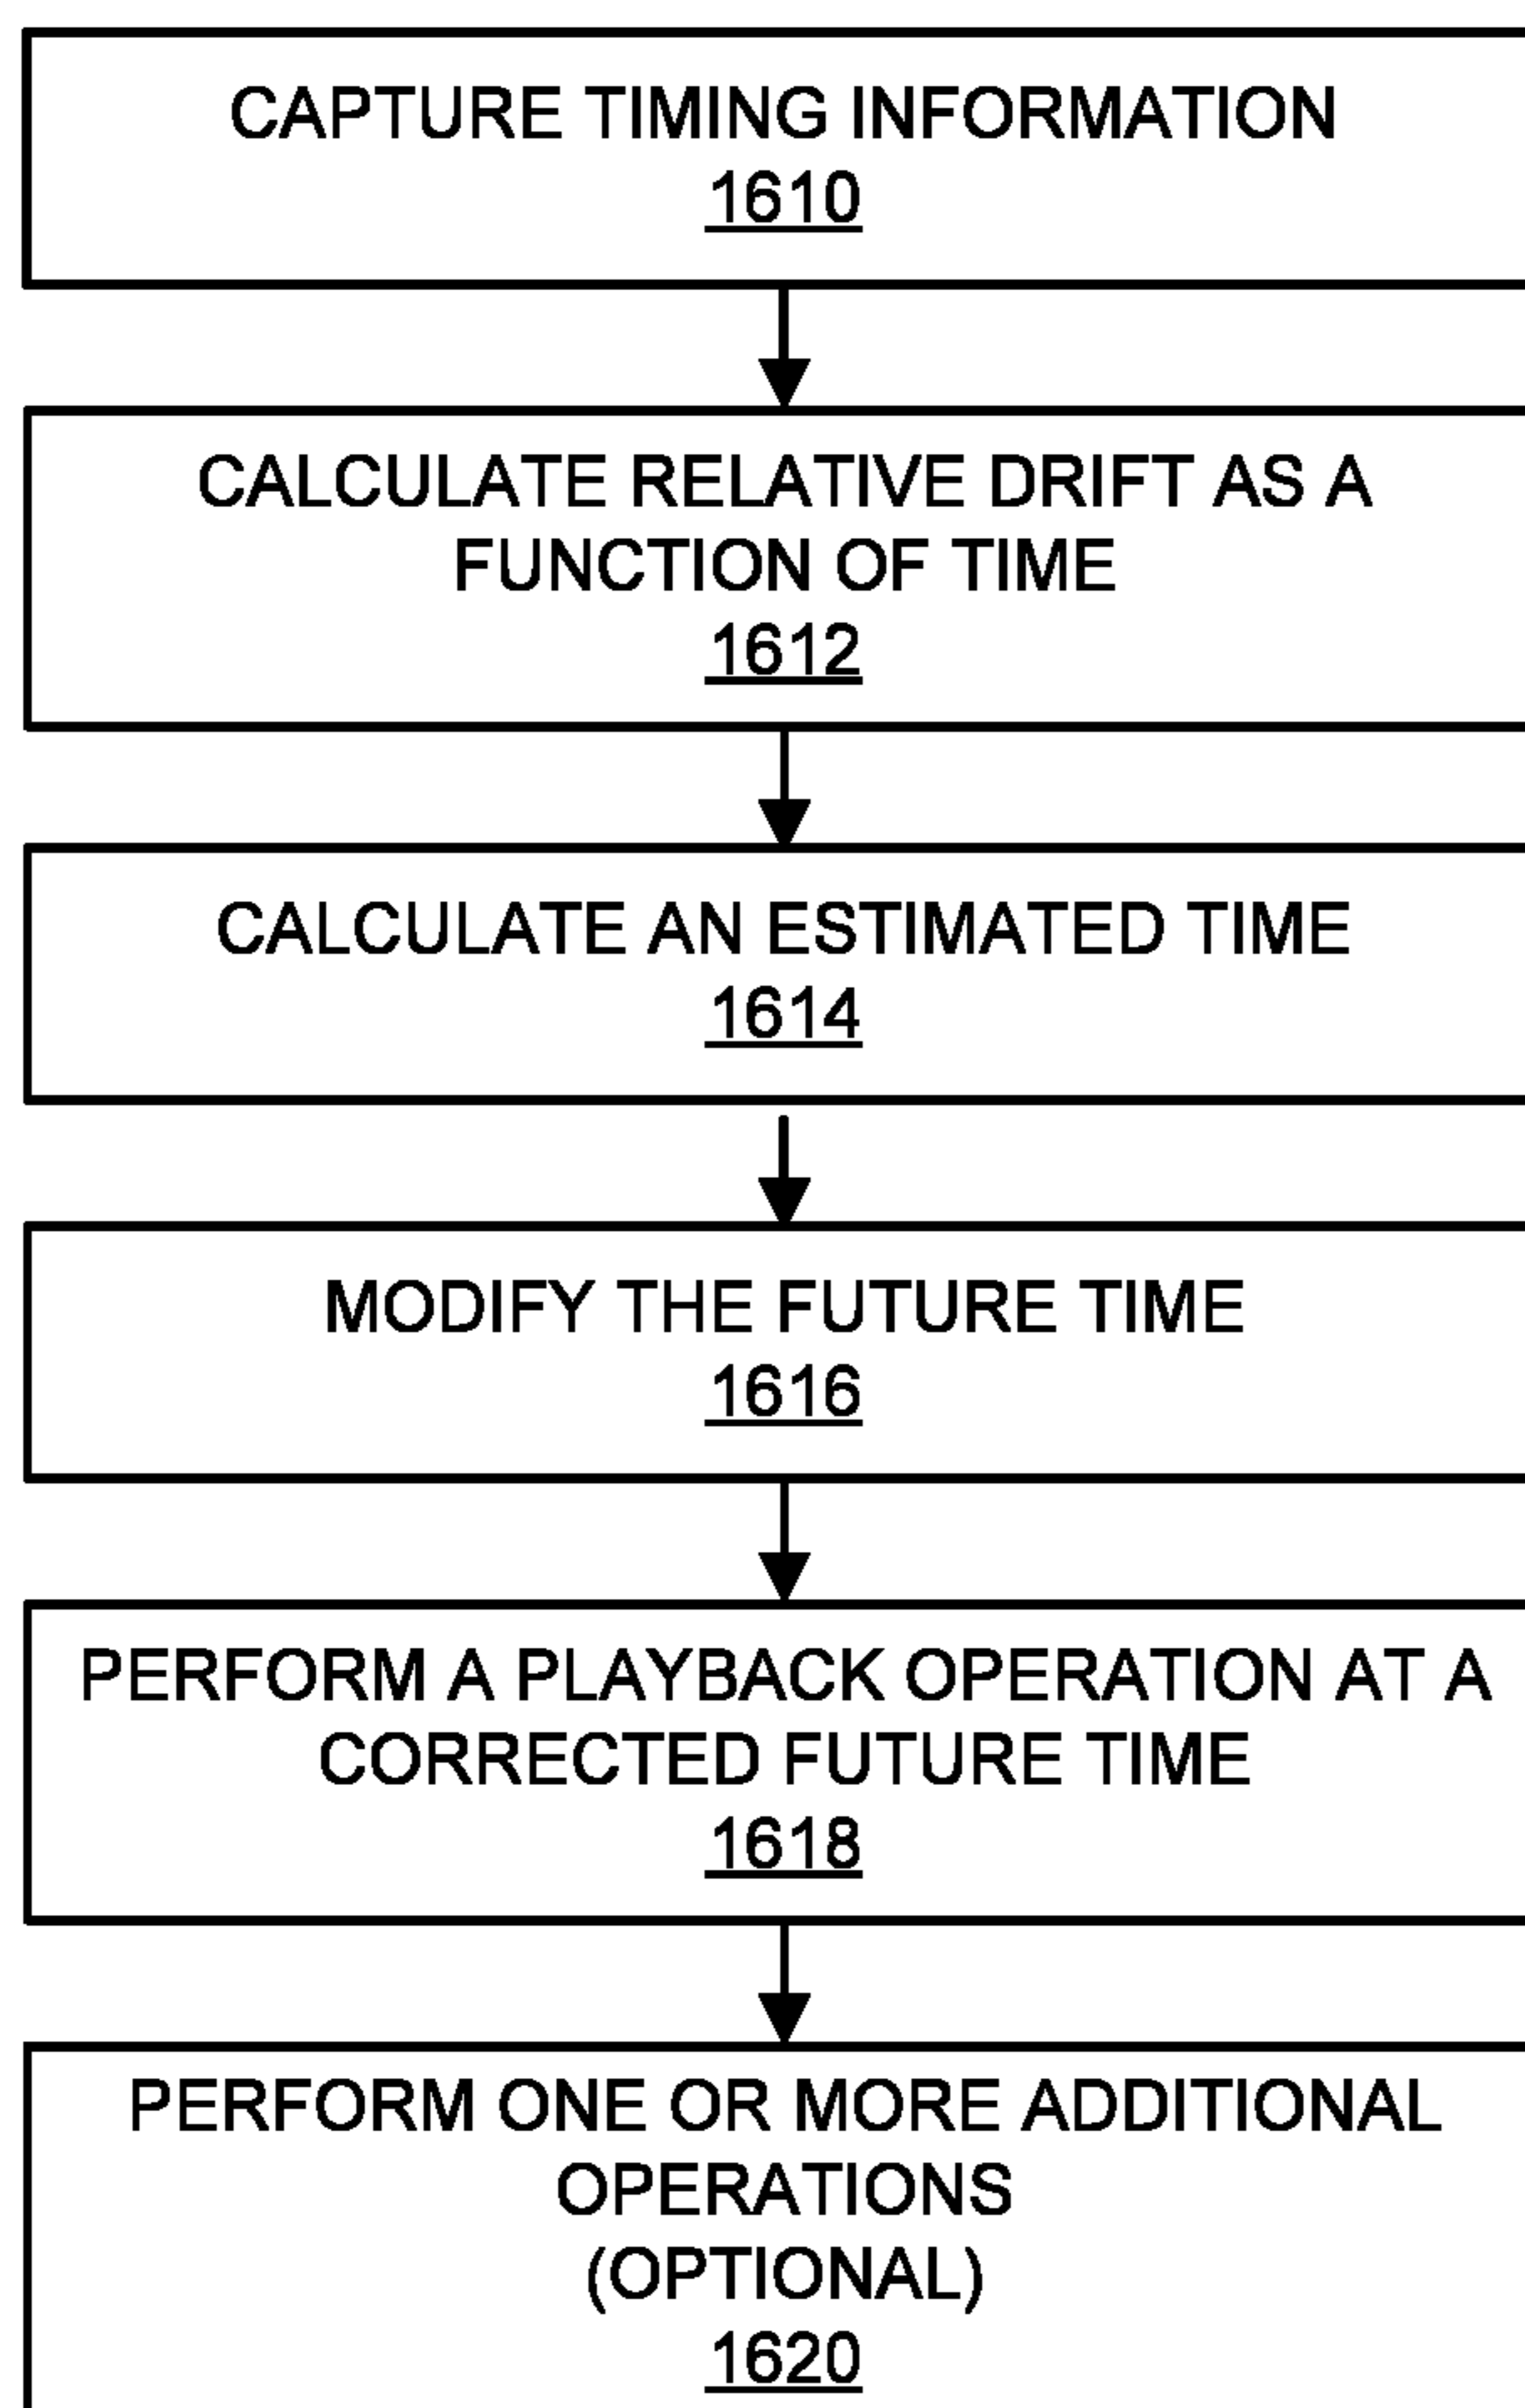 CAPTURE TIMING INFORMATION
1610
CALCULATE RELATIVE DRIFT AS A
FUNCTION OF TIME
1612
CALCULATE AN ESTIMATED TIME
1614
MODIFY THE FUTURE TIME
1616
PERFORM A PLAYBACK OPERATION AT A
CORRECTED FUTURE TIME
1618
PERFORM ONE OR MORE ADDITIONAL
OPERATIONS
(OPTIONAL)
1620